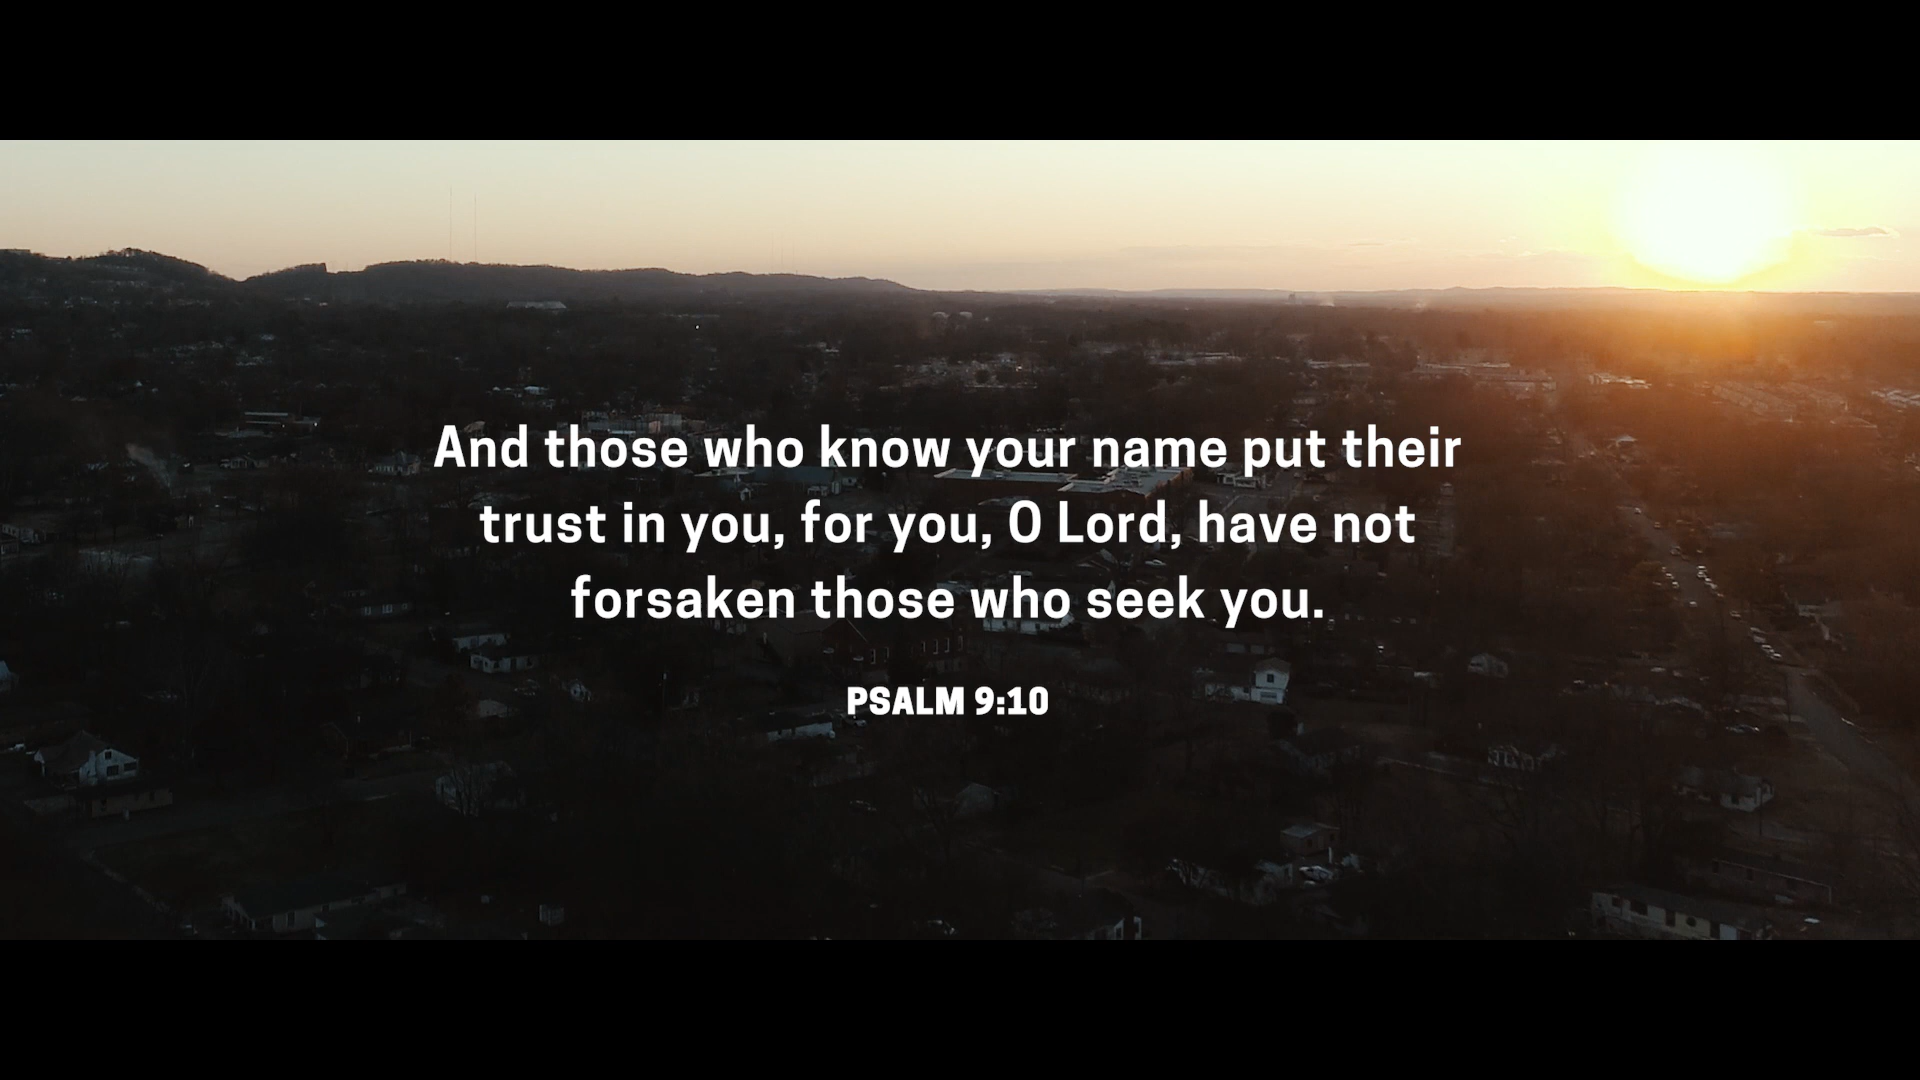 And those who know your name put their
trust in you, for you, O Lord, have not
forsaken those who seek you.
PSALM 9:10